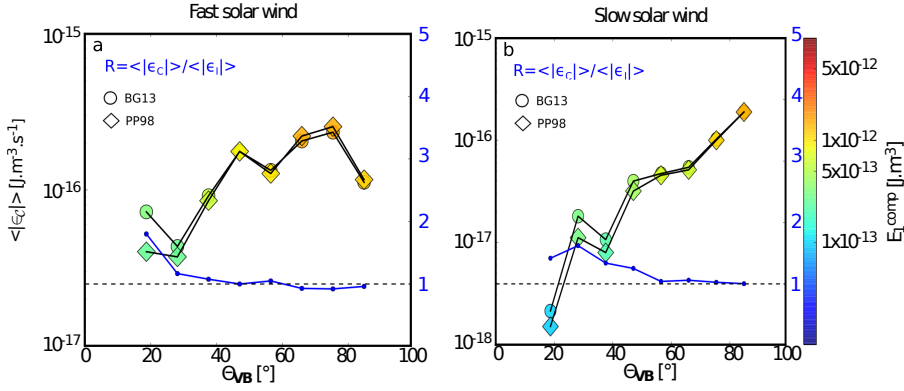 Fast solar wind
Slow solar wind
a
R=<|ϵ_C|>/<|ϵ_I|>
BG13
PP98
10^-15
10^-16
10^-17
<|ϵ_C|> [J.m^-3.s^-1]
5
4
3
2
1
0 20 40 60 80 100
Θ_VB [°]
b
R=<|ϵ_C|>/<|ϵ_I|>
BG13
PP98
10^-15
10^-16
10^-17
10^-18
5
4
3
2
1
0 20 40 60 80 100
Θ_VB [°]
5x10^-12
1x10^-12
5x10^-13
1x10^-13
E_1^comp [J.m^-3]